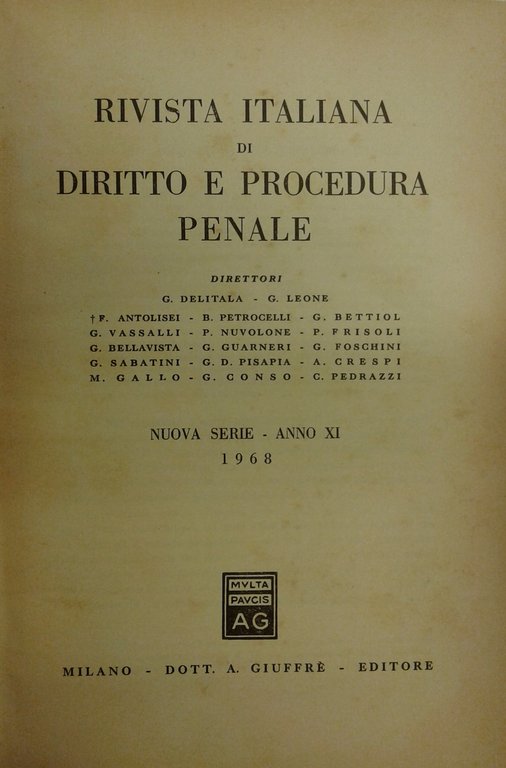 RIVISTA ITALIANA
DI
DIRITTO E PROCEDURA
PENALE
DIRETTORI
G. DELITALA - G. LEONE
† F. ANTOLISEI - B. PETROCELLI - G. BETTIOL
G. VASSALLI - P. NUVOLONE - P. FRISOLI
G. BELLAVISTA - G. GUARNERI - G. FOSCHINI
G. SABATINI - G. D. PISAPIA - A. CRESPI
M. GALLO - G. CONSO - C. PEDRAZZI
NUOVA SERIE - ANNO XI
1968
MVLTA
PAVCIS
AG
MILANO - DOTT. A. GIUFFRÈ - EDITORE